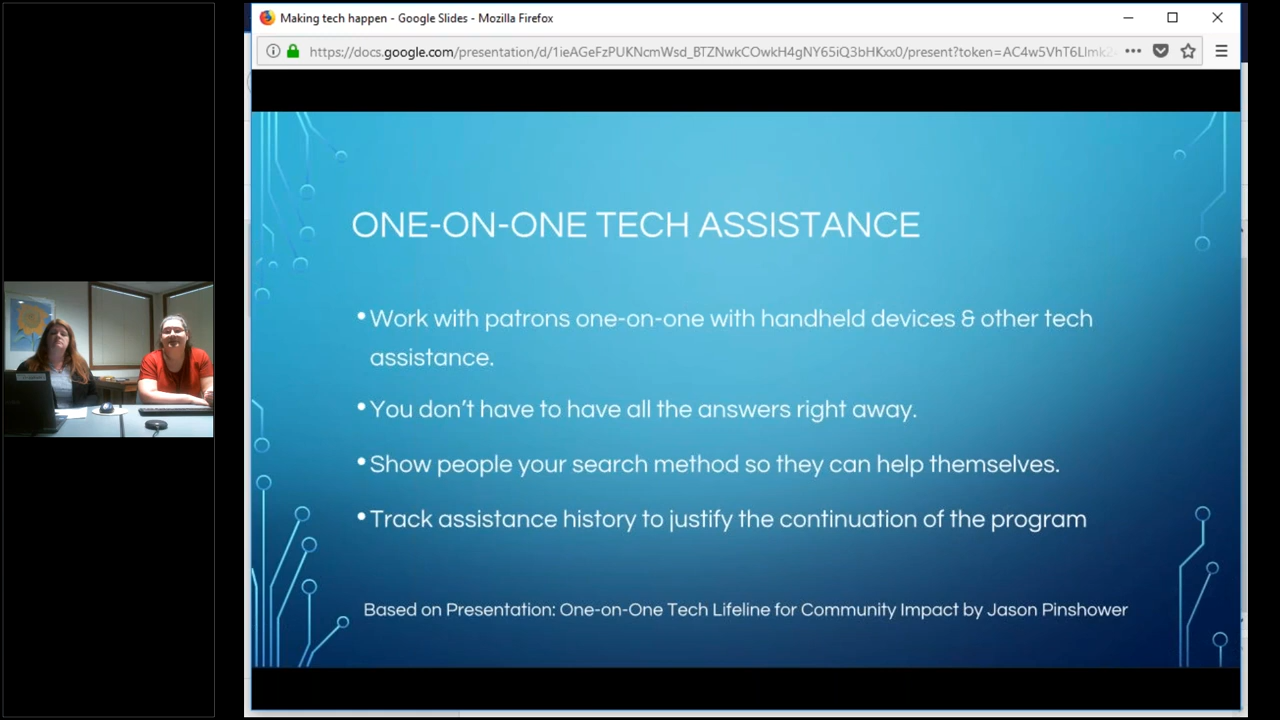 Making tech happen - Google Slides - Mozilla Firefox
https://docs.google.com/presentation/d/1ieAGeFzPUKNcmWsd_BTZNwkCOwkH4gNY65iQ3bHKxx0/present?token=AC4w5VhT6LImk2
ONE-ON-ONE TECH ASSISTANCE
•Work with patrons one-on-one with handheld devices & other tech
assistance.
•You don't have to have all the answers right away.
•Show people your search method so they can help themselves.
•Track assistance history to justify the continuation of the program
Based on Presentation: One-on-One Tech Lifeline for Community Impact by Jason Pinshower